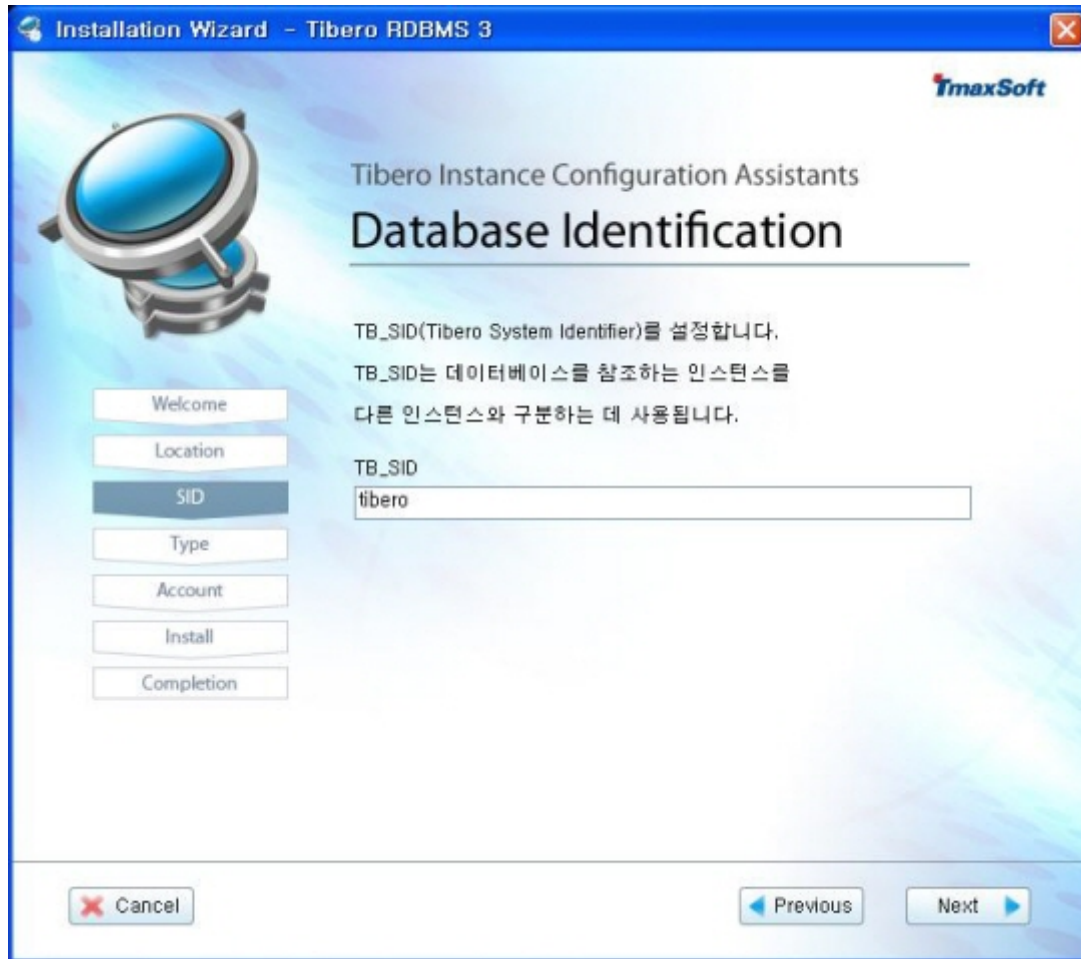 Installation Wizard - Tibero RDBMS 3
TmaxSoft
Tibero Instance Configuration Assistants
Database Identification
TB_SID(Tibero System Identifier)를 설정합니다.
TB_SID는 데이터베이스를 참조하는 인스턴스를
다른 인스턴스와 구분하는 데 사용됩니다.
TB_SID
tibero
Welcome
Location
SID
Type
Account
Install
Completion
Cancel
Previous
Next